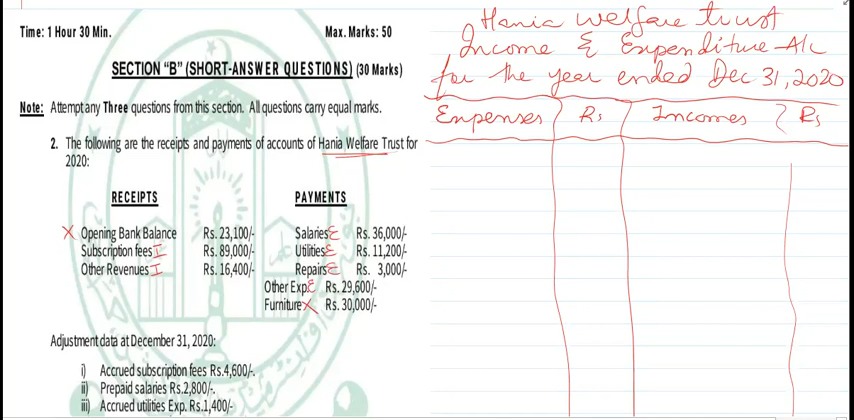 Time: 1 Hour 30 Min. Max. Marks: 50
SECTION "B" (SHORT-ANSWER QUESTIONS) (30 Marks)
Note: Attempt any Three questions from this section. All questions carry equal marks.
2. The following are the receipts and payments of accounts of Hania Welfare Trust for
2020:
RECEIPTS PAYMENTS
X Opening Bank Balance Rs. 23,100/- Salaries E Rs. 36,000/-
Subscription fees I Rs. 89,000/- Utilities E Rs. 11,200/-
Other Revenues I Rs. 16,400/- Repairs E Rs. 3,000/-
Other Exp. E Rs. 29,600/-
Furniture X Rs. 30,000/-
Adjustment data at December 31, 2020:
i) Accrued subscription fees Rs.4,600/-.
ii) Prepaid salaries Rs.2,800/-.
iii) Accrued utilities Exp. Rs.1,400/-
Hania welfare trust
Income & Expenditure A/c
for the year ended Dec 31, 2020
Expenses Rs Incomes Rs